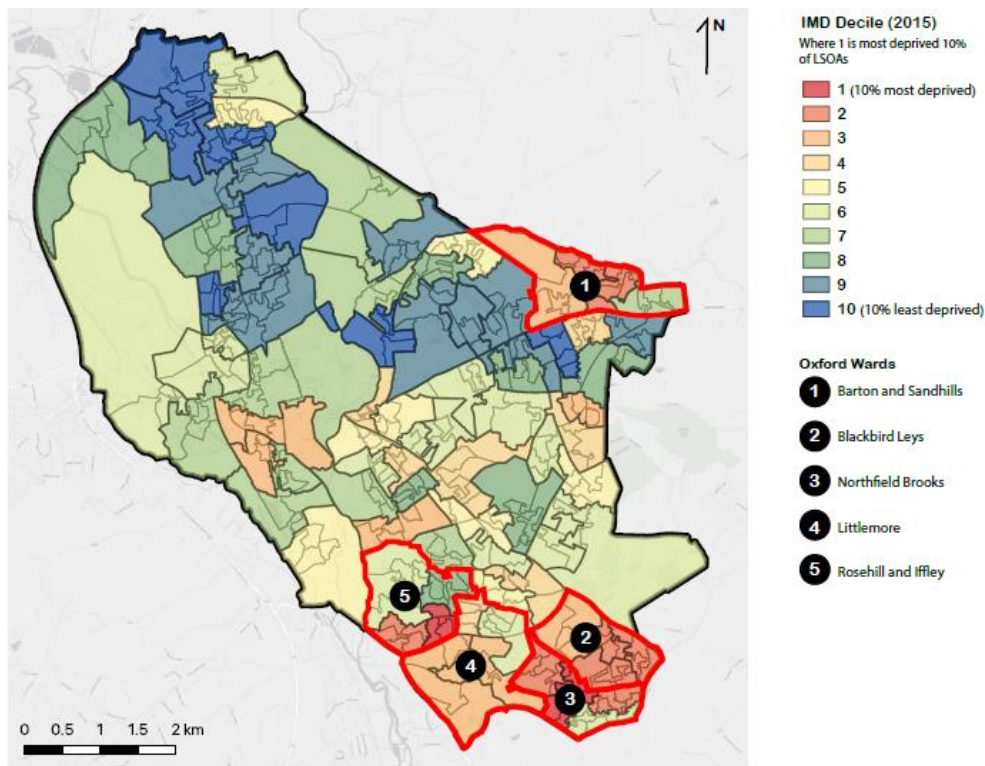 N
1
2
3
4
5
0 0.5 1 1.5 2 km
IMD Decile (2015)
Where 1 is most deprived 10%
of LSOAs
1 (10% most deprived)
2
3
4
5
6
7
8
9
10 (10% least deprived)
Oxford Wards
1 Barton and Sandhills
2 Blackbird Leys
3 Northfield Brooks
4 Littlemore
5 Rosehill and Iffley